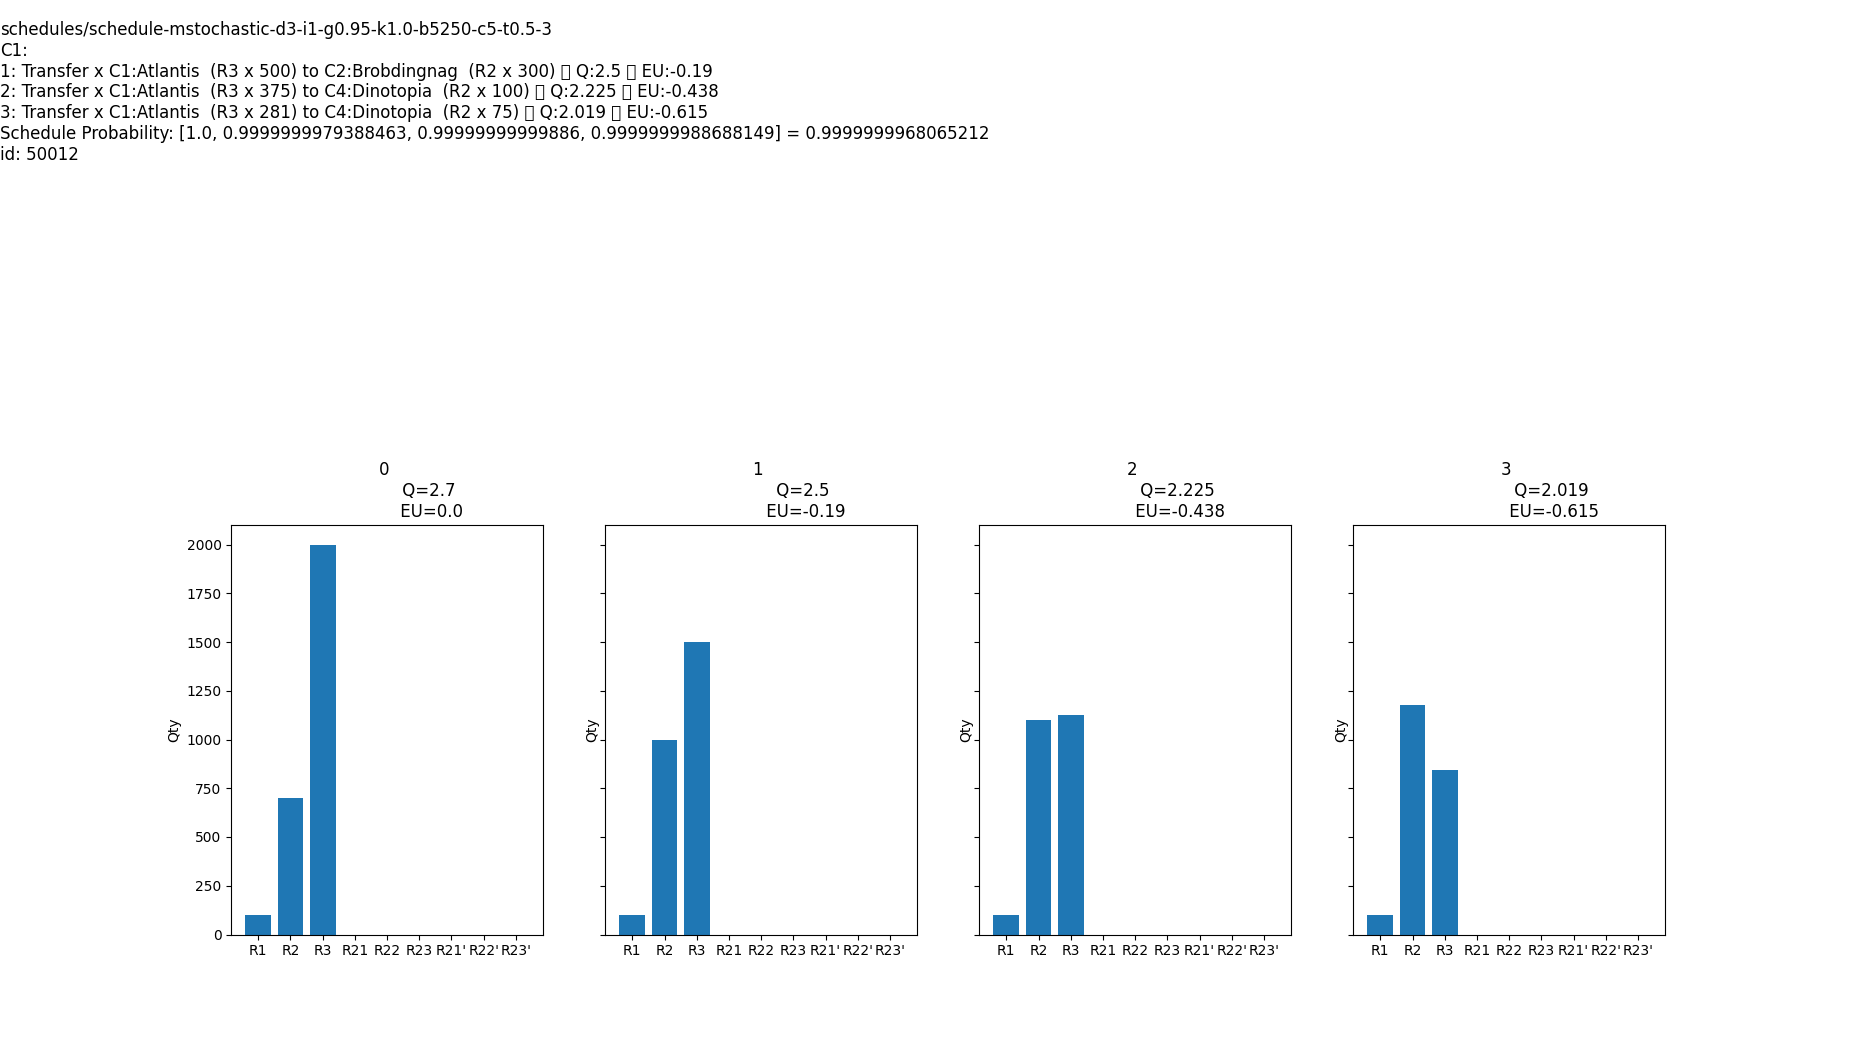 schedules/schedule-mstochastic-d3-i1-g0.95-k1.0-b5250-c5-t0.5-3
C1:
1: Transfer x C1:Atlantis  (R3 x 500) to C2:Brobdingnag  (R2 x 300) ▯ Q:2.5 ▯ EU:-0.19
2: Transfer x C1:Atlantis  (R3 x 375) to C4:Dinotopia  (R2 x 100) ▯ Q:2.225 ▯ EU:-0.438
3: Transfer x C1:Atlantis  (R3 x 281) to C4:Dinotopia  (R2 x 75) ▯ Q:2.019 ▯ EU:-0.615
Schedule Probability: [1.0, 0.9999999979388463, 0.99999999999886, 0.9999999988688149] = 0.9999999968065212
id: 50012
0
Q=2.7
EU=0.0
Qty
2000
1750
1500
1250
1000
750
500
250
0
R1 R2 R3 R21 R22 R23 R21' R22' R23'
1
Q=2.5
EU=-0.19
Qty
R1 R2 R3 R21 R22 R23 R21' R22' R23'
2
Q=2.225
EU=-0.438
Qty
R1 R2 R3 R21 R22 R23 R21' R22' R23'
3
Q=2.019
EU=-0.615
Qty
R1 R2 R3 R21 R22 R23 R21' R22' R23'